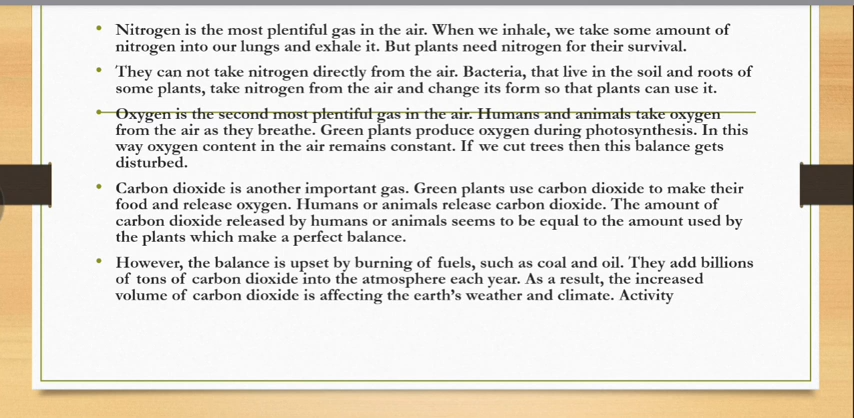 • Nitrogen is the most plentiful gas in the air. When we inhale, we take some amount of
nitrogen into our lungs and exhale it. But plants need nitrogen for their survival.
• They can not take nitrogen directly from the air. Bacteria, that live in the soil and roots of
some plants, take nitrogen from the air and change its form so that plants can use it.
• Oxygen is the second most plentiful gas in the air. Humans and animals take oxygen
from the air as they breathe. Green plants produce oxygen during photosynthesis. In this
way oxygen content in the air remains constant. If we cut trees then this balance gets
disturbed.
• Carbon dioxide is another important gas. Green plants use carbon dioxide to make their
food and release oxygen. Humans or animals release carbon dioxide. The amount of
carbon dioxide released by humans or animals seems to be equal to the amount used by
the plants which make a perfect balance.
• However, the balance is upset by burning of fuels, such as coal and oil. They add billions
of tons of carbon dioxide into the atmosphere each year. As a result, the increased
volume of carbon dioxide is affecting the earth's weather and climate. Activity